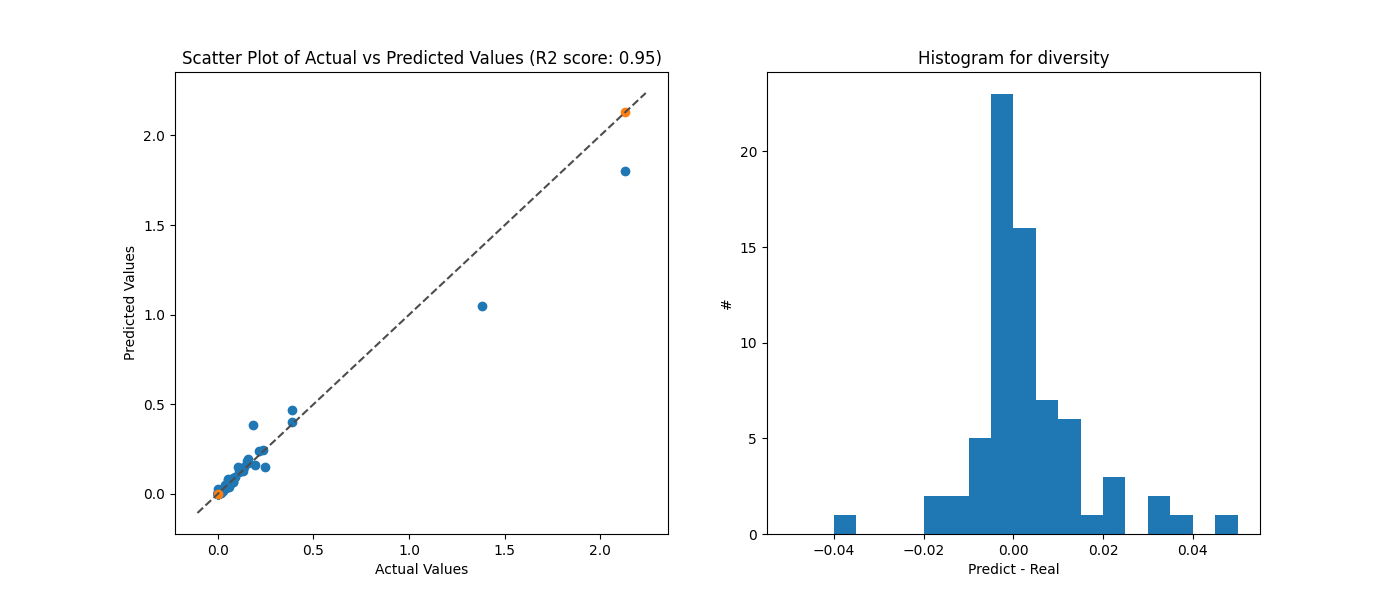 Scatter Plot of Actual vs Predicted Values (R2 score: 0.95)
Predicted Values
2.0
1.5
1.0
0.5
0.0
0.0 0.5 1.0 1.5 2.0
Actual Values
Histogram for diversity
#
20
15
10
5
0
−0.04 −0.02 0.00 0.02 0.04
Predict - Real